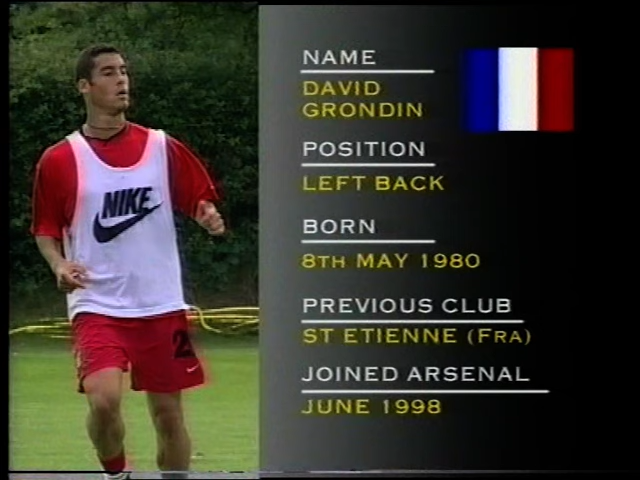 NAME
DAVID
GRONDIN
POSITION
LEFT BACK
BORN
8TH MAY 1980
PREVIOUS CLUB
ST ETIENNE (FRA)
JOINED ARSENAL
JUNE 1998
NIKE
2